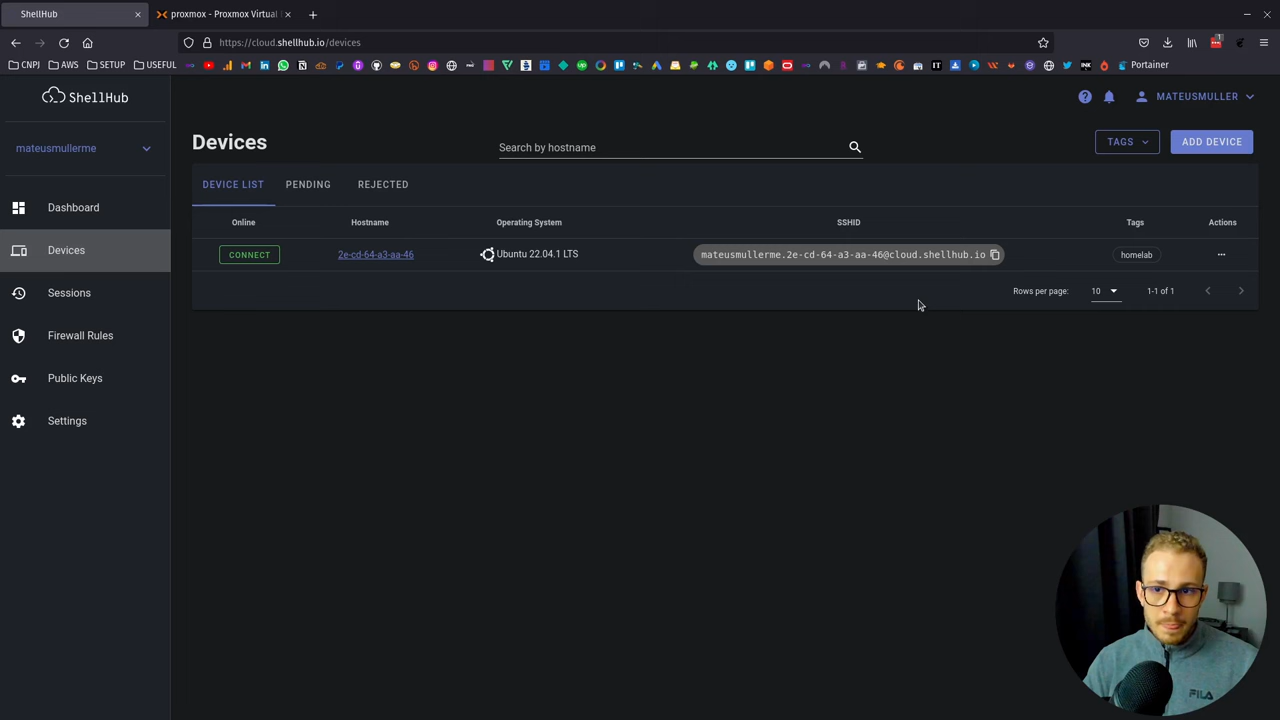 ShellHub
proxmox - Proxmox Virtual
https://cloud.shellhub.io/devices
CNPJ
AWS
SETUP
USEFUL
Portainer
ShellHub
MATEUSMULLER
mateusmullerme
Devices
Search by hostname
TAGS
ADD DEVICE
DEVICE LIST
PENDING
REJECTED
Dashboard
Devices
Sessions
Firewall Rules
Public Keys
Settings
Online
Hostname
Operating System
SSHID
Tags
Actions
CONNECT
2e-cd-64-a3-aa-46
Ubuntu 22.04.1 LTS
mateusmullerme.2e-cd-64-a3-aa-46@cloud.shellhub.io
homelab
Rows per page:
10
1-1 of 1
FILA